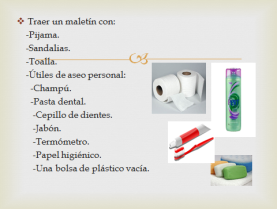 Traer un maletín con:
-Pijama.
-Sandalias.
-Toalla.
-Útiles de aseo personal:
-Champú.
-Pasta dental.
-Cepillo de dientes.
-Jabón.
-Termómetro.
-Papel higiénico.
-Una bolsa de plástico vacía.